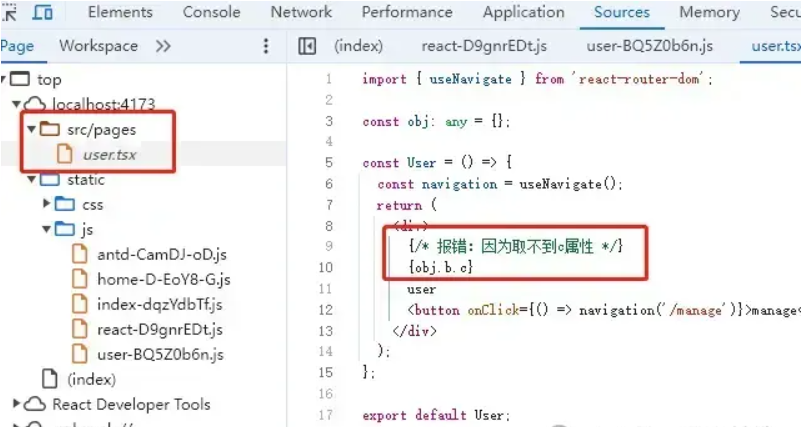 Elements Console Network Performance Application Sources Memory Secu
Page Workspace (index) react-D9gnrEDt.js user-BQ5Z0b6n.js user.tsx
top
localhost:4173
src/pages
user.tsx
static
css
js
antd-CamDJ-oD.js
home-D-EoY8-G.js
index-dqzYdbTf.js
react-D9gnrEDt.js
user-BQ5Z0b6n.js
(index)
React Developer Tools
1 import { useNavigate } from 'react-router-dom';
2
3 const obj: any = {};
4
5 const User = () => {
6 const navigation = useNavigate();
7 return (
8 <div>
9 {/* 报错：因为取不到c属性 */}
10 {obj.b.c}
11 user
12 <button onClick={() => navigation('/manage')}>manage<
13 </div>
14 );
15 };
16
17 export default User;